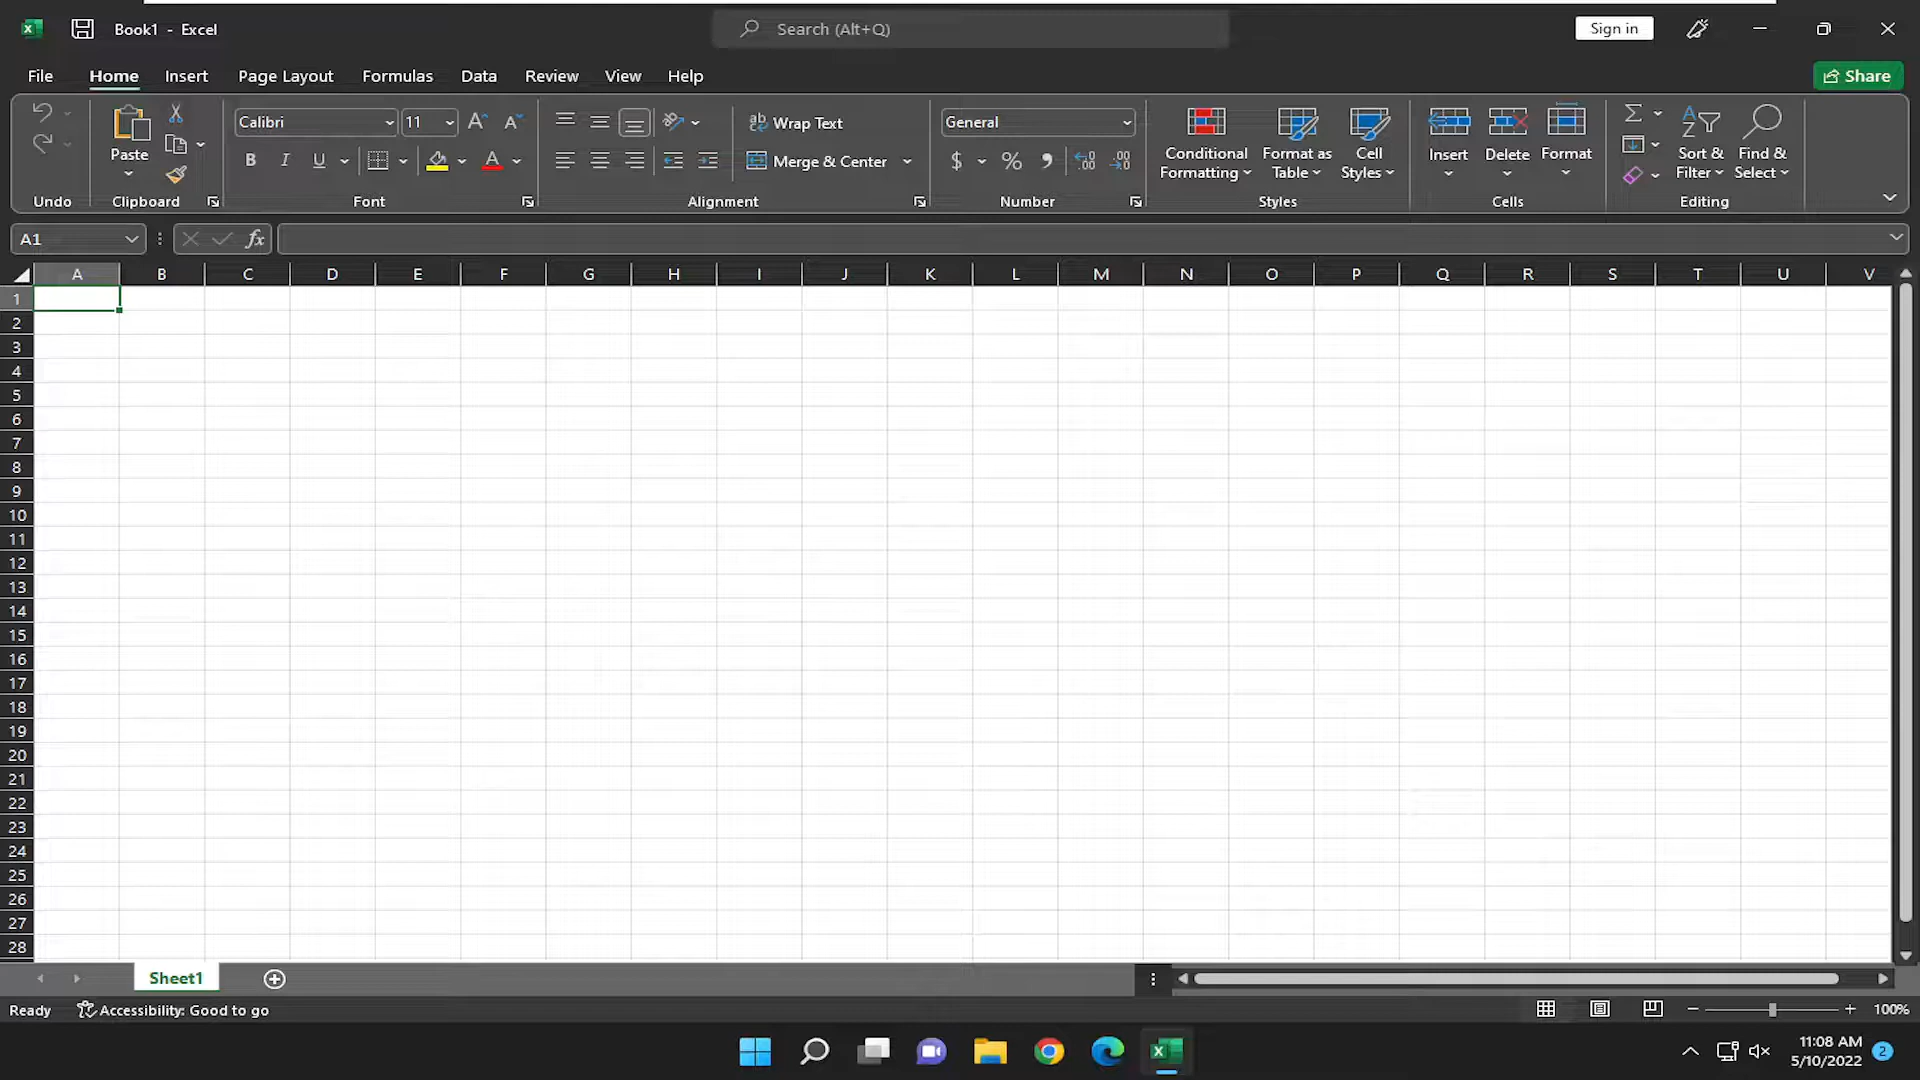 Book1 - Excel
Search (Alt+Q)
Sign in
File Home Insert Page Layout Formulas Data Review View Help
Share
Paste
Calibri 11
B I U
Wrap Text
Merge & Center
General
$ % 9
Conditional Formatting
Format as Table
Cell Styles
Insert Delete Format
Sort & Filter
Find & Select
Undo Clipboard Font Alignment Number Styles Cells Editing
A1 fx
A B C D E F G H I J K L M N O P Q R S T U V
1
2
3
4
5
6
7
8
9
10
11
12
13
14
15
16
17
18
19
20
21
22
23
24
25
26
27
28
Sheet1
Ready Accessibility: Good to go 100%
11:08 AM
5/10/2022
2